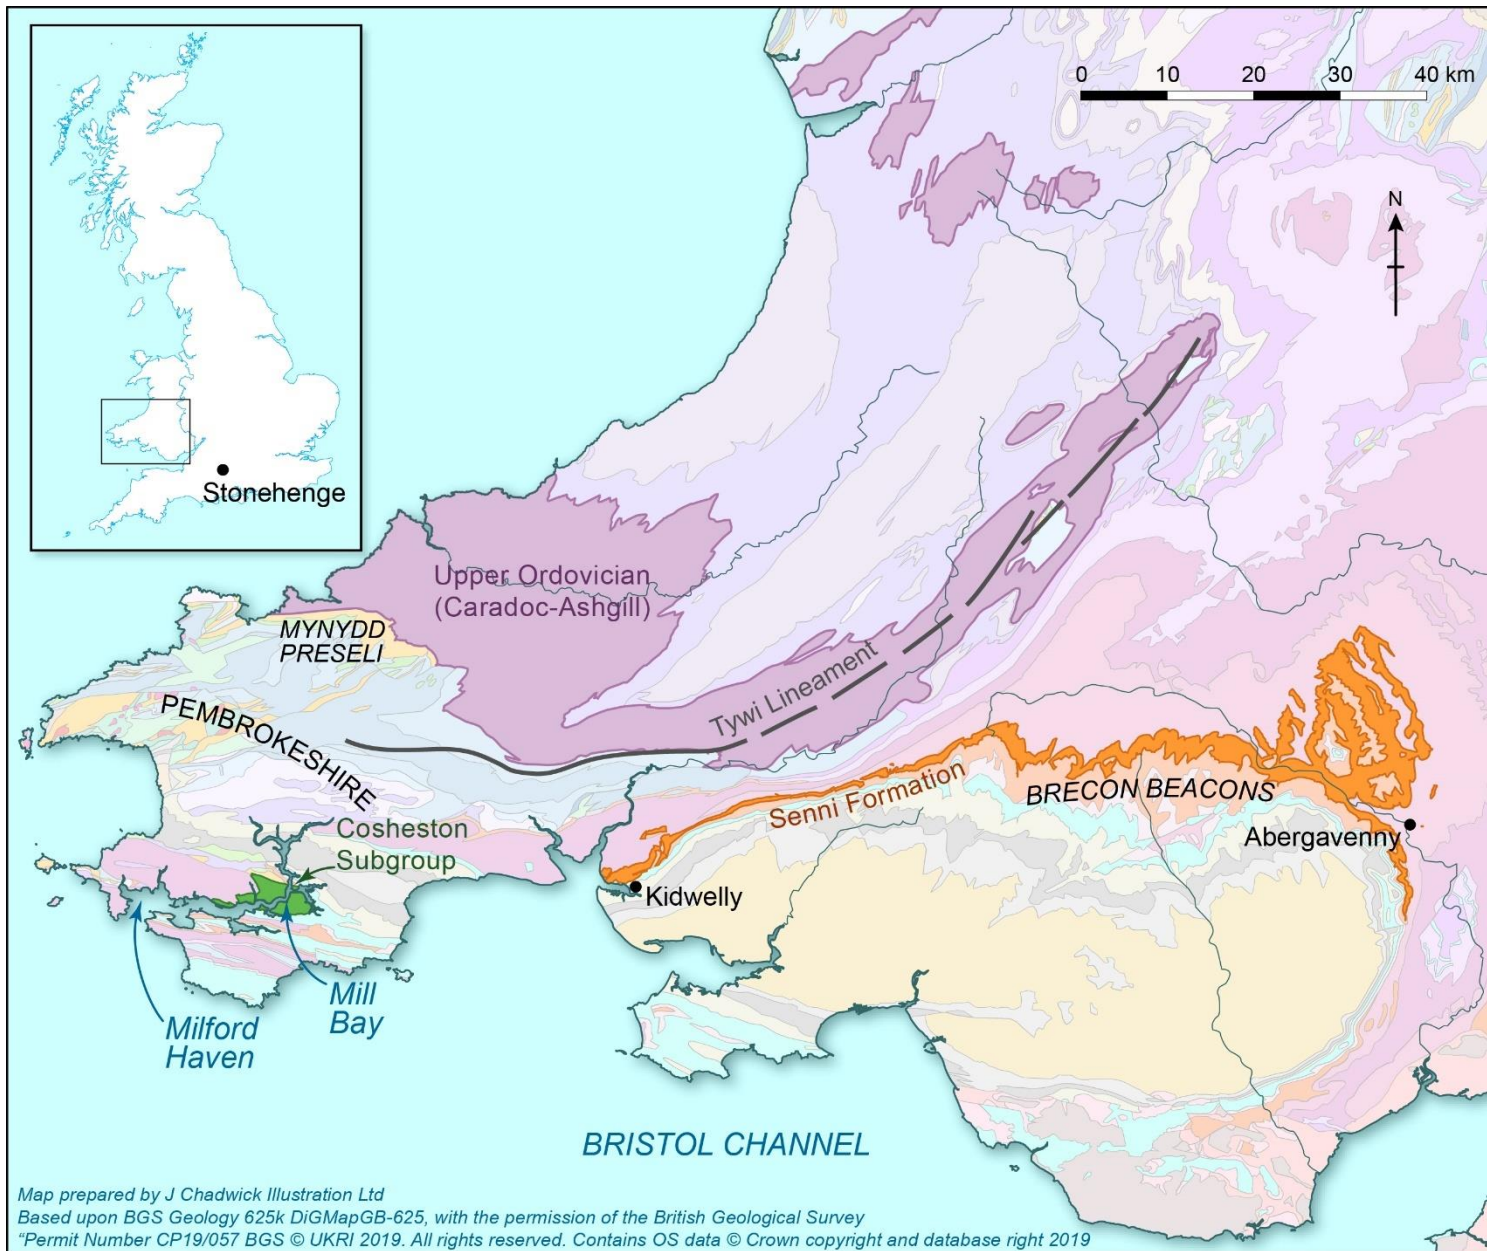 Stonehenge
0 10 20 30 40 km
N
Upper Ordovician
(Caradoc-Ashgill)
MYNYDD
PRESELI
PEMBROKESHIRE
Tywi Lineament
Senni Formation
BRECON BEACONS
Abergavenny
Cosheston
Subgroup
Kidwelly
Mill
Bay
Milford
Haven
BRISTOL CHANNEL
Map prepared by J Chadwick Illustration Ltd
Based upon BGS Geology 625k DiGMapGB-625, with the permission of the British Geological Survey
“Permit Number CP19/057 BGS © UKRI 2019. All rights reserved. Contains OS data © Crown copyright and database right 2019